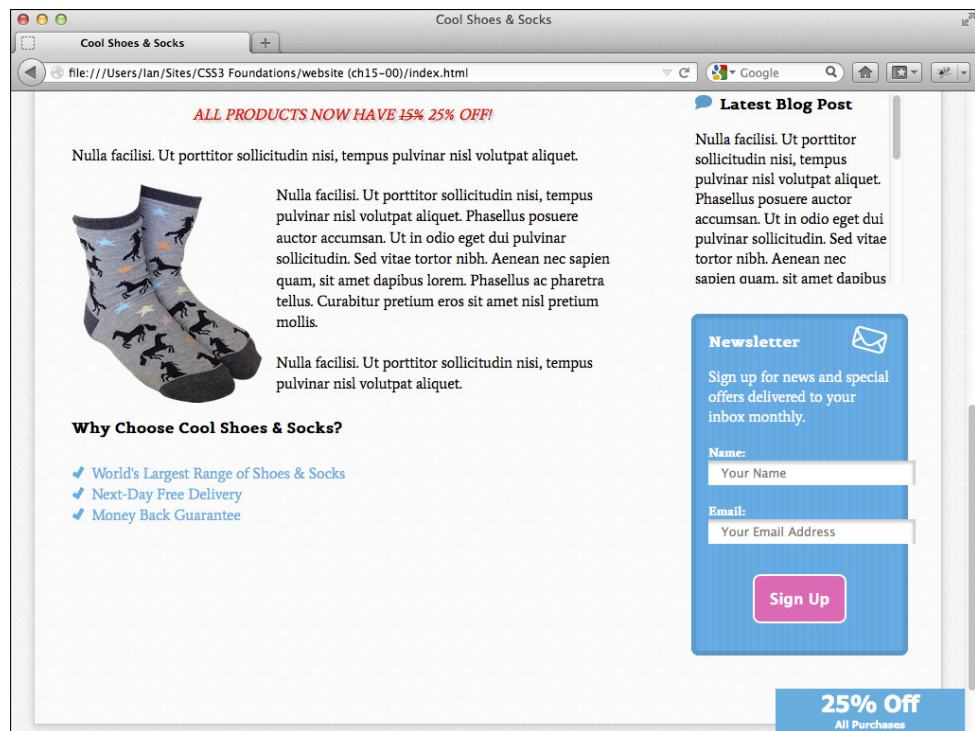 Cool Shoes & Socks
Cool Shoes & Socks
file:///Users/Ian/Sites/CSS3 Foundations/website (ch15-00)/index.html
Google
ALL PRODUCTS NOW HAVE 15% 25% OFF!
Nulla facilisi. Ut porttitor sollicitudin nisi, tempus pulvinar nisl volutpat aliquet.
Nulla facilisi. Ut porttitor sollicitudin nisi, tempus
pulvinar nisl volutpat aliquet. Phasellus posuere
auctor accumsan. Ut in odio eget dui pulvinar
sollicitudin. Sed vitae tortor nibh. Aenean nec sapien
quam, sit amet dapibus lorem. Phasellus ac pharetra
tellus. Curabitur pretium eros sit amet nisl pretium
mollis.
Nulla facilisi. Ut porttitor sollicitudin nisi, tempus
pulvinar nisl volutpat aliquet.
Why Choose Cool Shoes & Socks?
World's Largest Range of Shoes & Socks
Next-Day Free Delivery
Money Back Guarantee
Latest Blog Post
Nulla facilisi. Ut porttitor
sollicitudin nisi, tempus
pulvinar nisl volutpat aliquet.
Phasellus posuere auctor
accumsan. Ut in odio eget dui
pulvinar sollicitudin. Sed vitae
tortor nibh. Aenean nec
sapien quam, sit amet dapibus
Newsletter
Sign up for news and special
offers delivered to your
inbox monthly.
Name:
Your Name
Email:
Your Email Address
Sign Up
25% Off
All Purchases